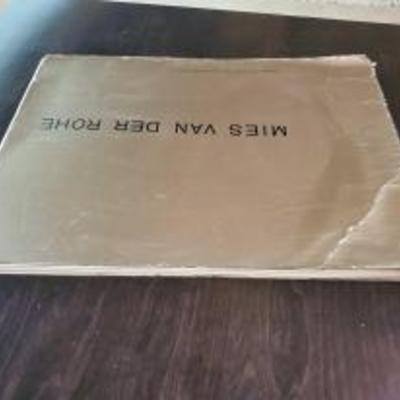 MIES VAN DER ROHE